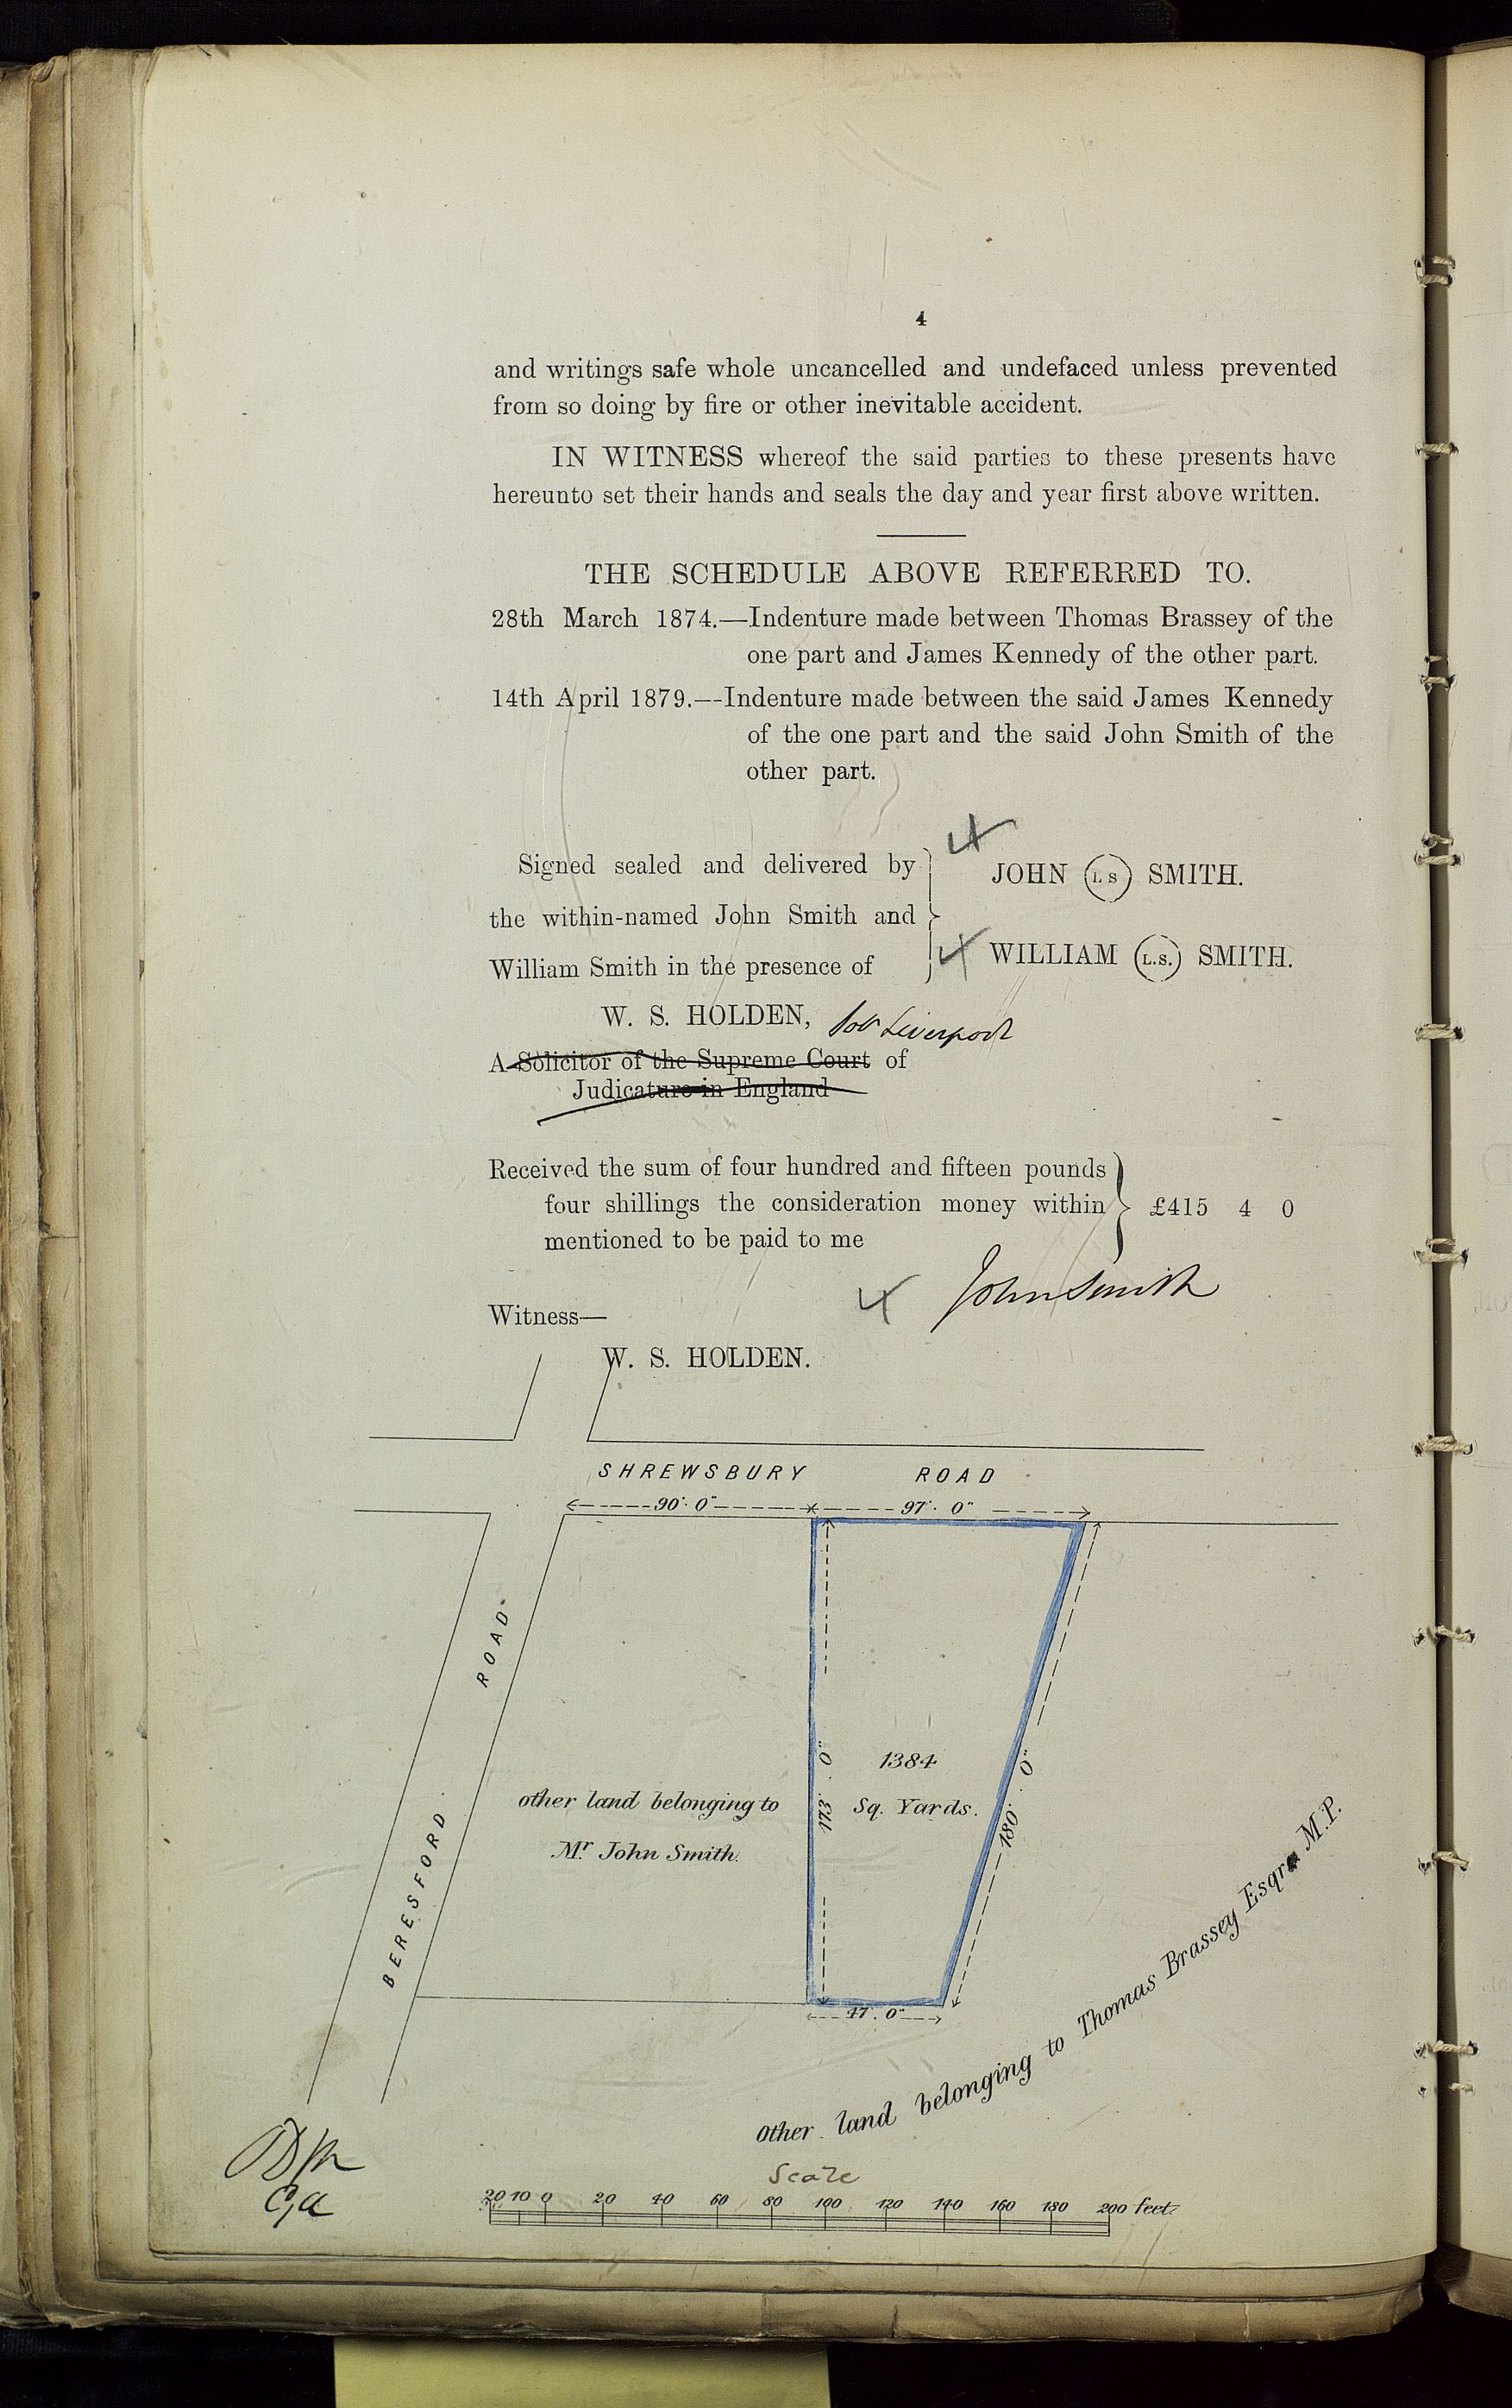 4
and writings safe whole uncancelled and undefaced unless prevented
from so doing by fire or other inevitable accident.
IN WITNESS whereof the said parties to these presents have
hereunto set their hands and seals the day and year first above written.
THE SCHEDULE ABOVE REFERRED TO.
28th March 1874.—Indenture made between Thomas Brassey of the
one part and James Kennedy of the other part.
14th April 1879.—Indenture made between the said James Kennedy
of the one part and the said John Smith of the
other part.
Signed sealed and delivered by
the within-named John Smith and
William Smith in the presence of
JOHN (L S) SMITH.
WILLIAM (L.S.) SMITH.
W. S. HOLDEN, Solr Liverpool
A Solicitor of the Supreme Court of
Judicature in England
Received the sum of four hundred and fifteen pounds
four shillings the consideration money within } £415 4 0
mentioned to be paid to me
John Smith
Witness—
W. S. HOLDEN.
SHREWSBURY ROAD
90'. 0" 97'. 0"
BERESFORD ROAD
other land belonging to
Mr. John Smith.
173'. 0"
1384
Sq. Yards.
180'. 0"
47'. 0"
other land belonging to Thomas Brassey Esqre M.P.
Scale
20 10 0 20 40 60 80 100 120 140 160 180 200 feet